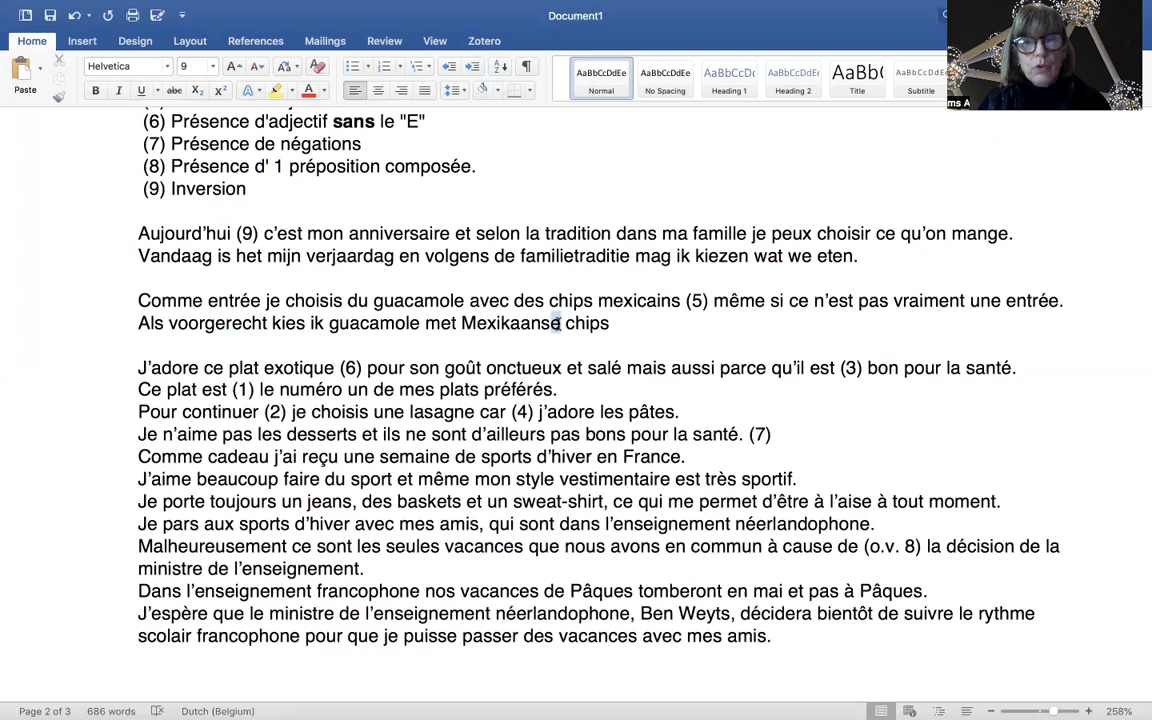 Document1
Home Insert Design Layout References Mailings Review View Zotero
Paste
Helvetica 9
AaBbCcDdEe AaBbCcDdEe AaBbCcDc AaBbCcDdEe AaBb( AaBbCcDdEe
Normal No Spacing Heading 1 Heading 2 Title Subtitle
ms A
(6) Présence d'adjectif sans le "E"
(7) Présence de négations
(8) Présence d' 1 préposition composée.
(9) Inversion
Aujourd’hui (9) c’est mon anniversaire et selon la tradition dans ma famille je peux choisir ce qu’on mange.
Vandaag is het mijn verjaardag en volgens de familietraditie mag ik kiezen wat we eten.
Comme entrée je choisis du guacamole avec des chips mexicains (5) même si ce n’est pas vraiment une entrée.
Als voorgerecht kies ik guacamole met Mexikaanse chips
J’adore ce plat exotique (6) pour son goût onctueux et salé mais aussi parce qu’il est (3) bon pour la santé.
Ce plat est (1) le numéro un de mes plats préférés.
Pour continuer (2) je choisis une lasagne car (4) j’adore les pâtes.
Je n’aime pas les desserts et ils ne sont d’ailleurs pas bons pour la santé. (7)
Comme cadeau j’ai reçu une semaine de sports d’hiver en France.
J’aime beaucoup faire du sport et même mon style vestimentaire est très sportif.
Je porte toujours un jeans, des baskets et un sweat-shirt, ce qui me permet d’être à l’aise à tout moment.
Je pars aux sports d’hiver avec mes amis, qui sont dans l’enseignement néerlandophone.
Malheureusement ce sont les seules vacances que nous avons en commun à cause de (o.v. 8) la décision de la
ministre de l’enseignement.
Dans l’enseignement francophone nos vacances de Pâques tomberont en mai et pas à Pâques.
J’espère que le ministre de l’enseignement néerlandophone, Ben Weyts, décidera bientôt de suivre le rythme
scolair francophone pour que je puisse passer des vacances avec mes amis.
Page 2 of 3 686 words Dutch (Belgium) 258%